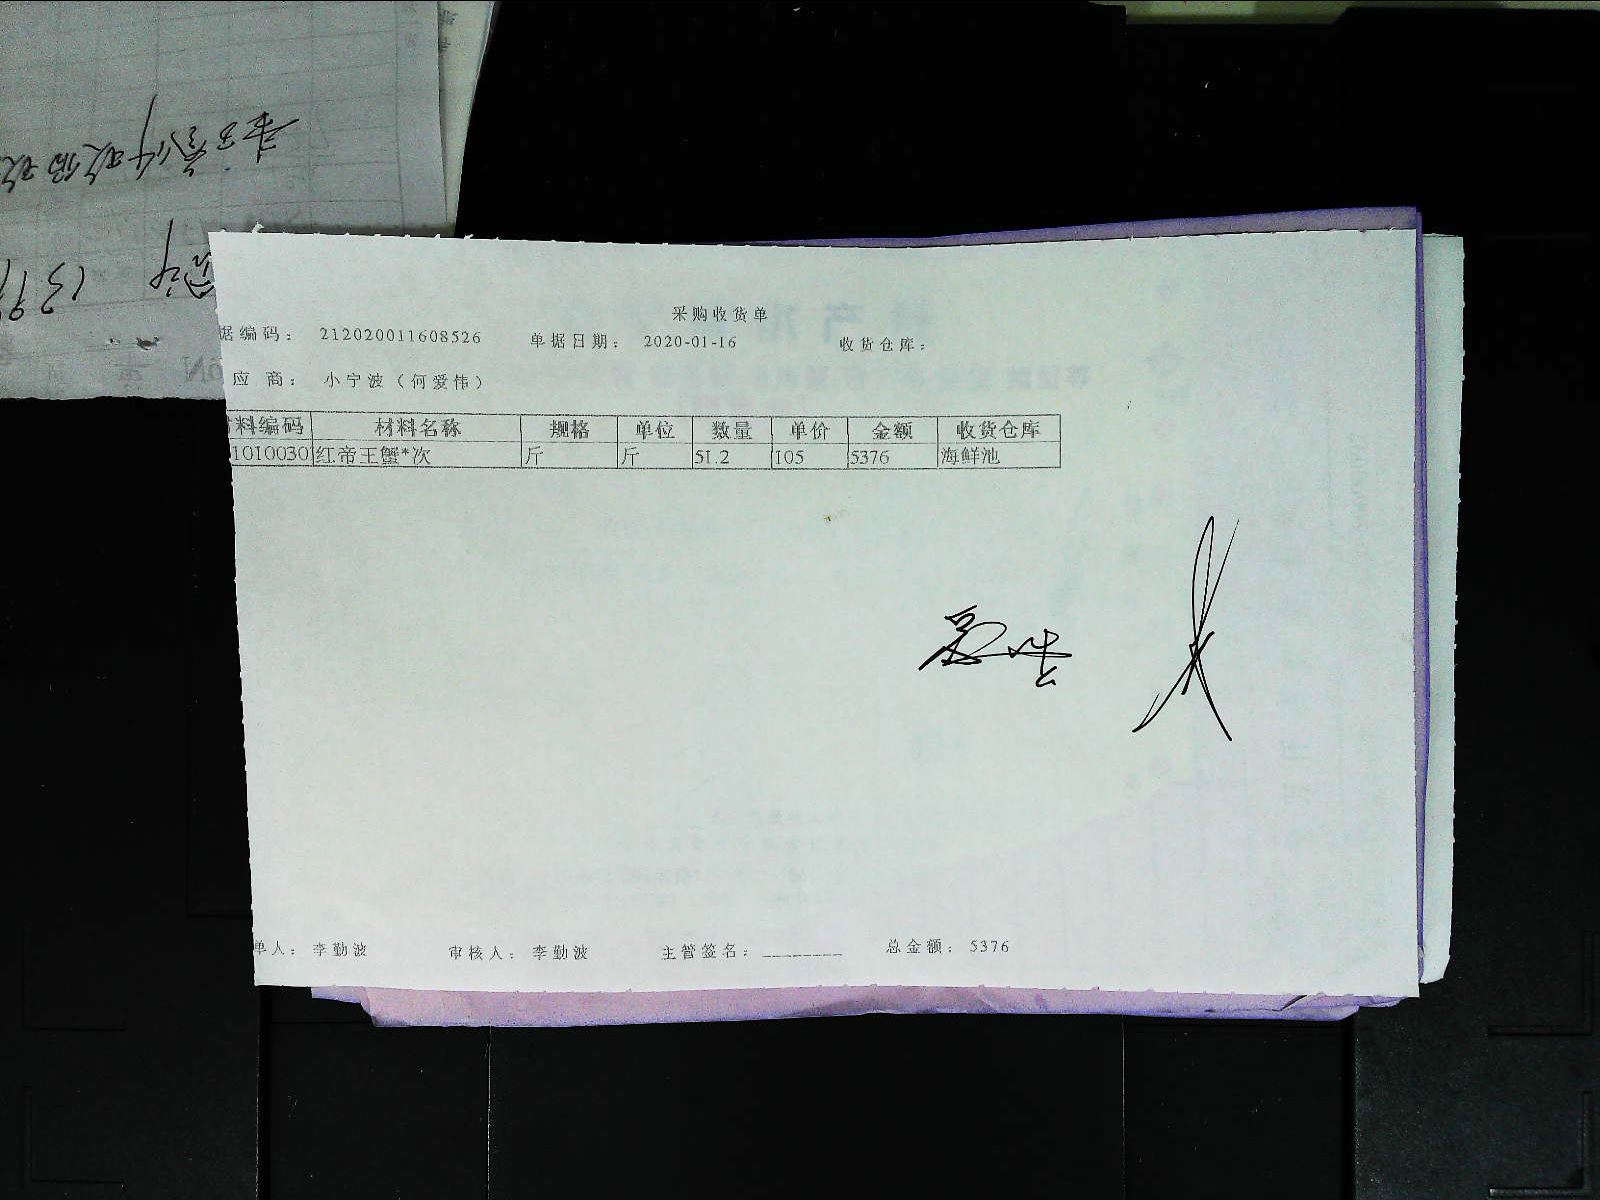 采购收货单
据编码： 212020011608526 单据日期： 2020-01-16 收货仓库：
应 商： 小宁波（何爱伟）
材料编码 材料名称 规格 单位 数量 单价 金额 收货仓库
1010030 红帝王蟹*次 斤 斤 51.2 105 5376 海鲜池
单人： 李勤波 审核人： 李勤波 主管签名： ________ 总金额： 5376